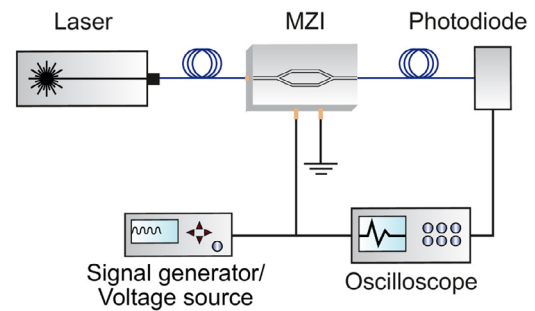 Laser
MZI
Photodiode
Signal generator/
Voltage source
Oscilloscope